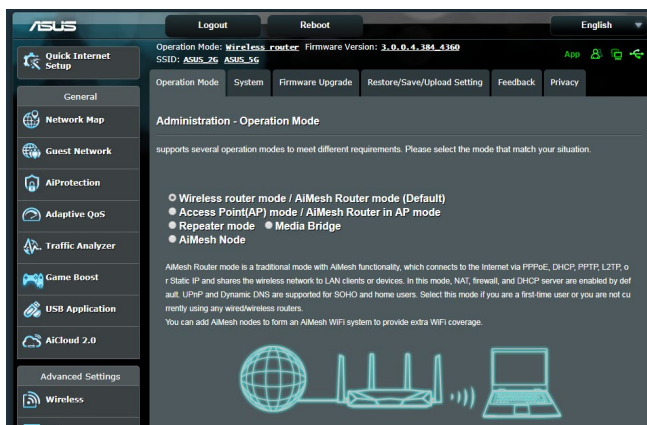 ASUS
Logout
Reboot
English
Quick Internet
Setup
Operation Mode: Wireless router Firmware Version: 3.0.0.4.384_4360
SSID: ASUS_2G ASUS_5G
App
General
Operation Mode
System
Firmware Upgrade
Restore/Save/Upload Setting
Feedback
Privacy
Network Map
Guest Network
AiProtection
Adaptive QoS
Traffic Analyzer
Game Boost
USB Application
AiCloud 2.0
Advanced Settings
Wireless
Administration - Operation Mode
supports several operation modes to meet different requirements. Please select the mode that match your situation.
Wireless router mode / AiMesh Router mode (Default)
Access Point(AP) mode / AiMesh Router in AP mode
Repeater mode Media Bridge
AiMesh Node
AiMesh Router mode is a traditional mode with AiMesh functionality, which connects to the Internet via PPPoE, DHCP, PPTP, L2TP, o
r Static IP and shares the wireless network to LAN clients or devices. In this mode, NAT, firewall, and DHCP server are enabled by def
ault. UPnP and Dynamic DNS are supported for SOHO and home users. Select this mode if you are a first-time user or you are not cu
rrently using any wired/wireless routers.
You can add AiMesh nodes to form an AiMesh WiFi system to provide extra WiFi coverage.